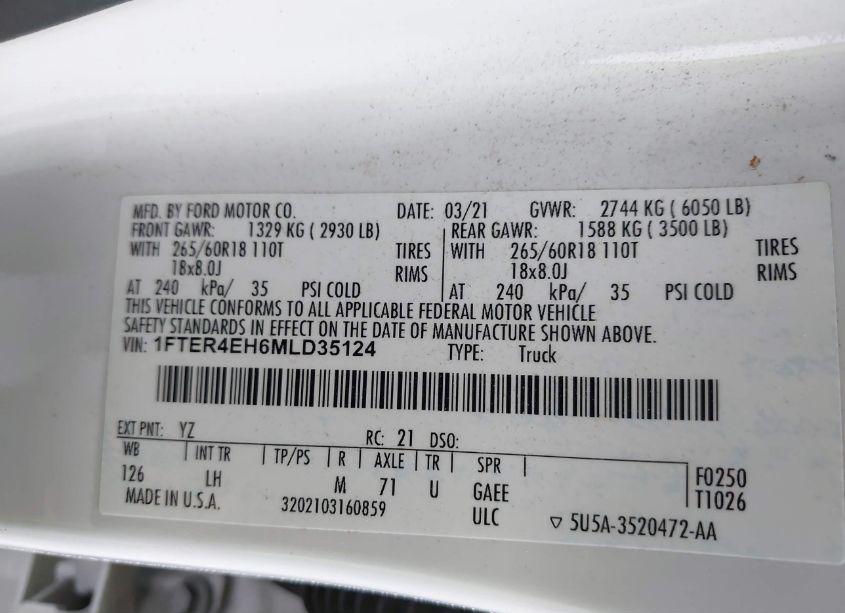 MFD. BY FORD MOTOR CO. DATE: 03/21 GVWR: 2744 KG ( 6050 LB)
FRONT GAWR: 1329 KG ( 2930 LB) REAR GAWR: 1588 KG ( 3500 LB)
WITH 265/60R18 110T TIRES WITH 265/60R18 110T TIRES
18x8.0J RIMS 18x8.0J RIMS
AT 240 kPa/ 35 PSI COLD AT 240 kPa/ 35 PSI COLD
THIS VEHICLE CONFORMS TO ALL APPLICABLE FEDERAL MOTOR VEHICLE
SAFETY STANDARDS IN EFFECT ON THE DATE OF MANUFACTURE SHOWN ABOVE.
VIN: 1FTER4EH6MLD35124 TYPE: Truck
EXT PNT: YZ RC: 21 DSO:
WB INT TR TP/PS R AXLE TR SPR F0250
126 LH M 71 U GAEE T1026
MADE IN U.S.A. 3202103160859 ULC 5U5A-3520472-AA